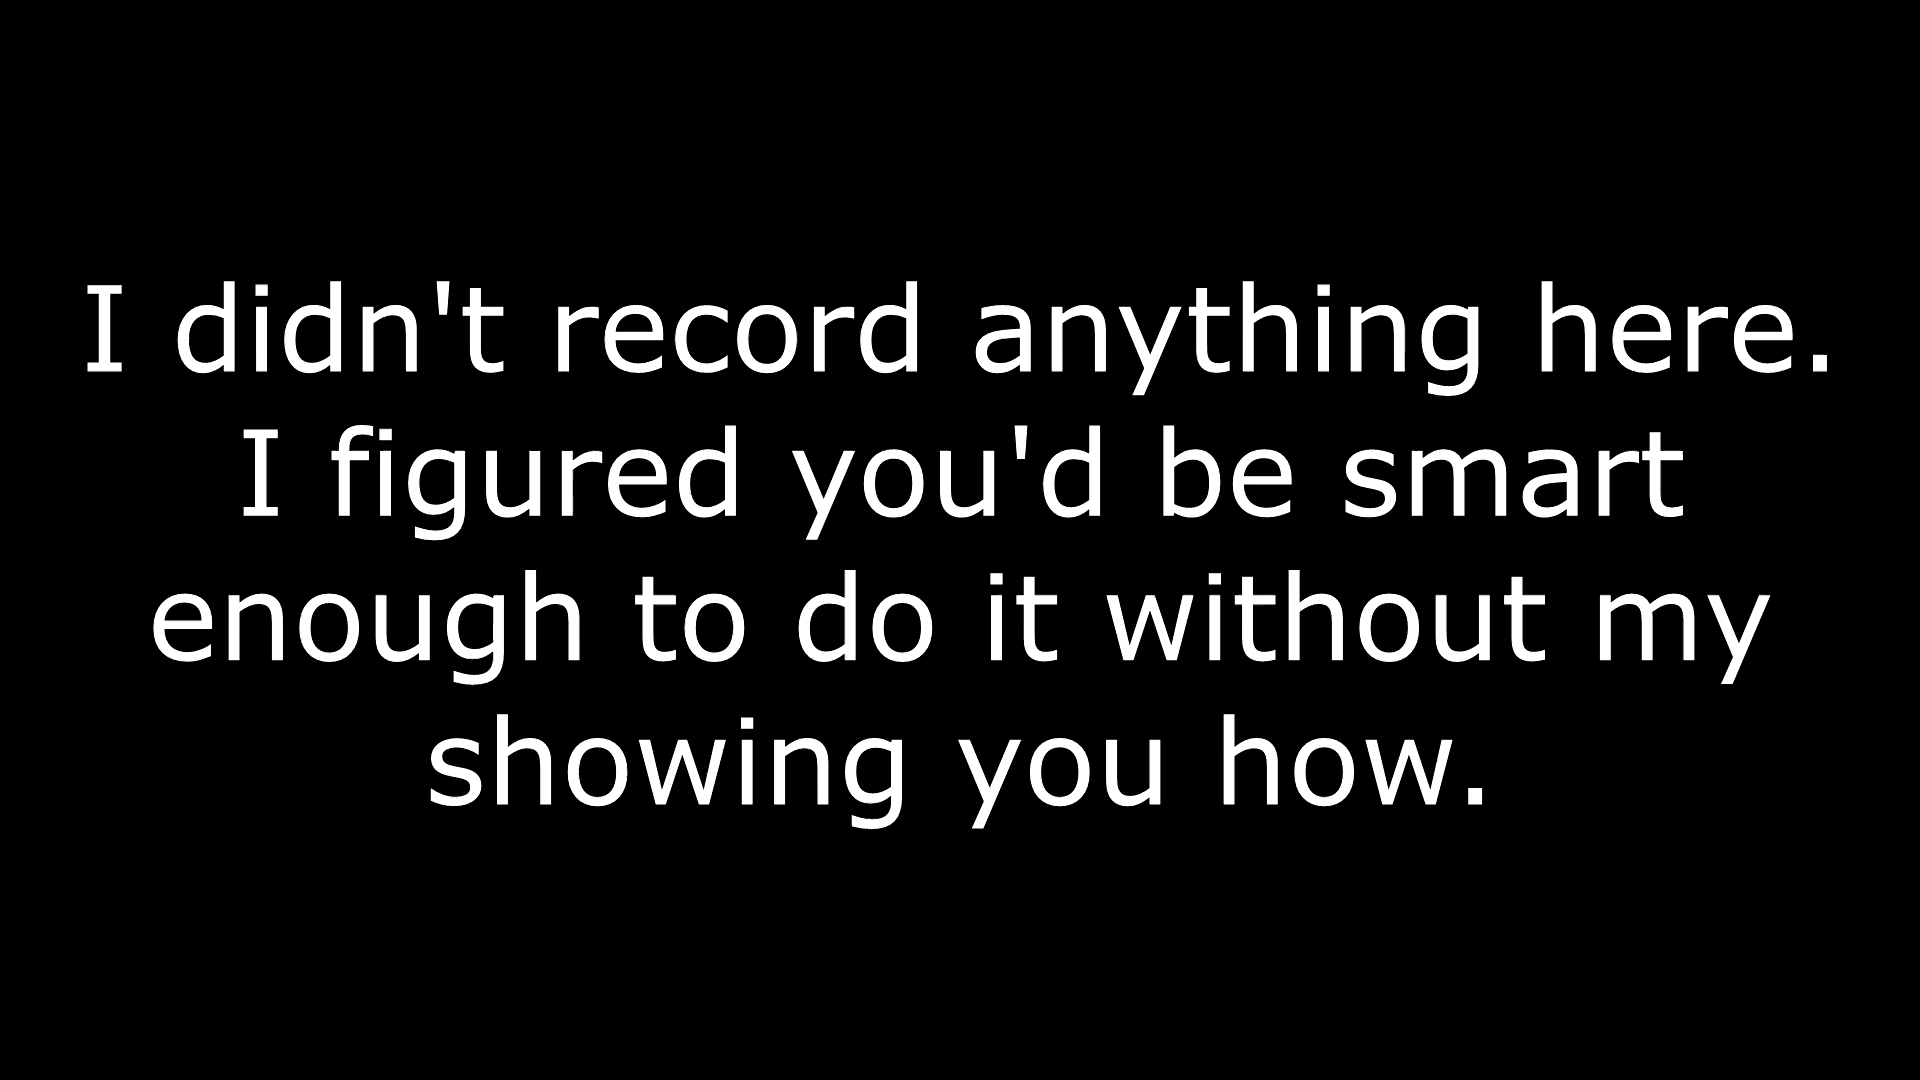 I didn't record anything here.
I figured you'd be smart
enough to do it without my
showing you how.